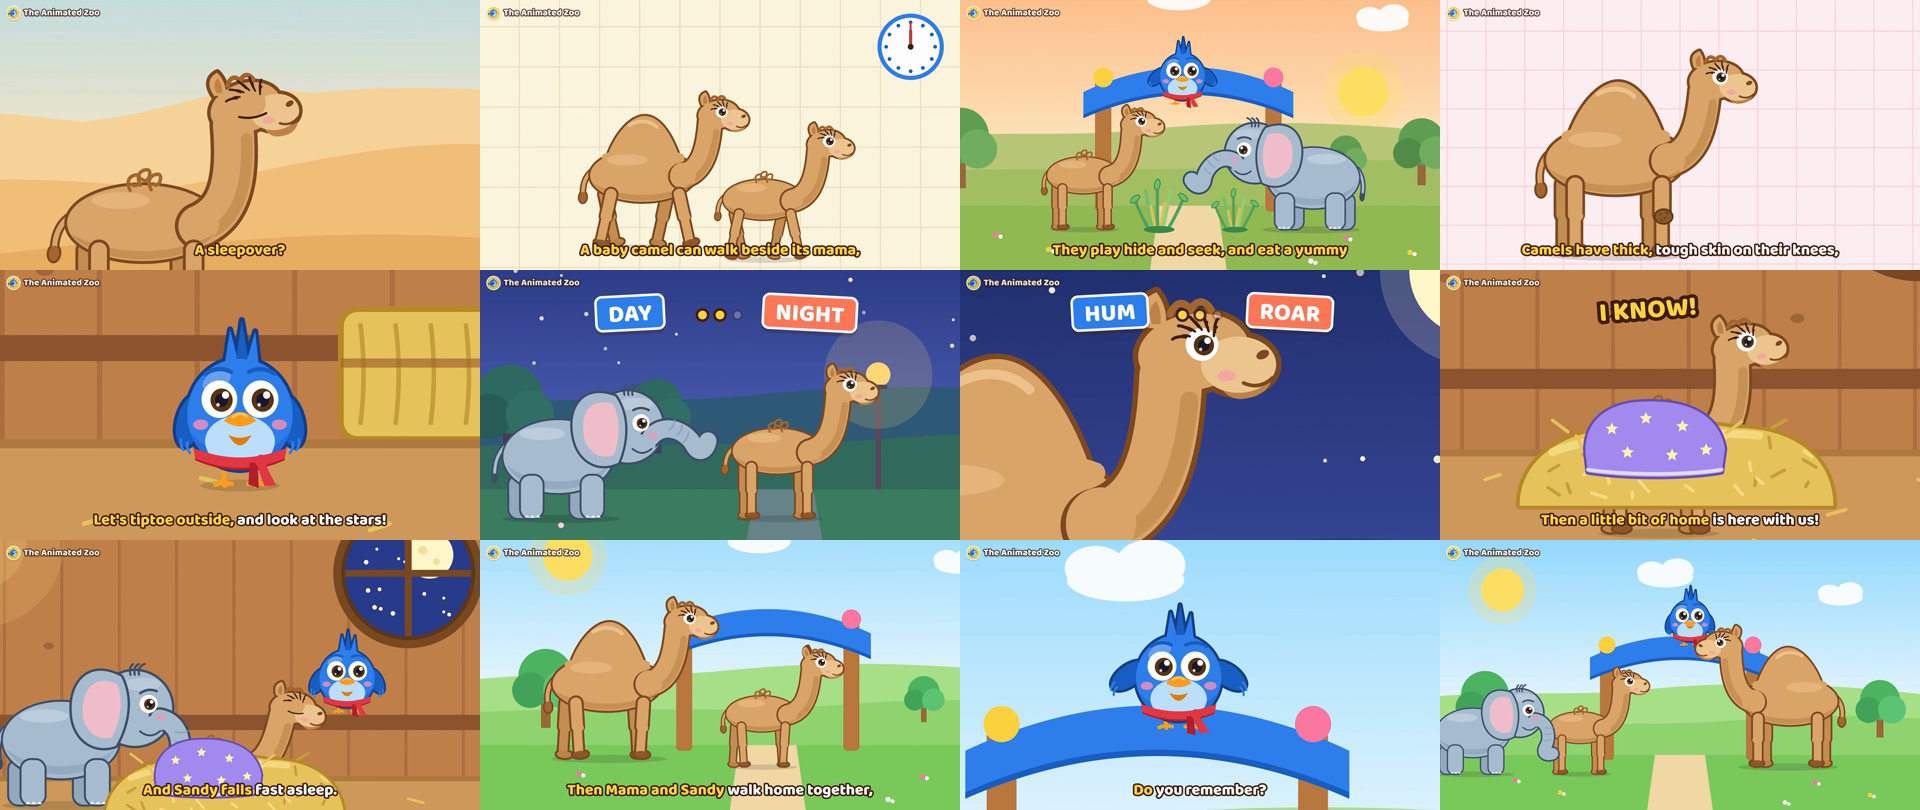 The Animated Zoo
A sleepover?
The Animated Zoo
A baby camel can walk beside its mama,
The Animated Zoo
They play hide and seek, and eat a yummy
The Animated Zoo
Camels have thick, tough skin on their knees,
The Animated Zoo
Let's tiptoe outside, and look at the stars!
The Animated Zoo
DAY NIGHT
The Animated Zoo
HUM ROAR
The Animated Zoo
I KNOW!
Then a little bit of home is here with us!
The Animated Zoo
And Sandy falls fast asleep.
The Animated Zoo
Then Mama and Sandy walk home together,
The Animated Zoo
Do you remember?
The Animated Zoo